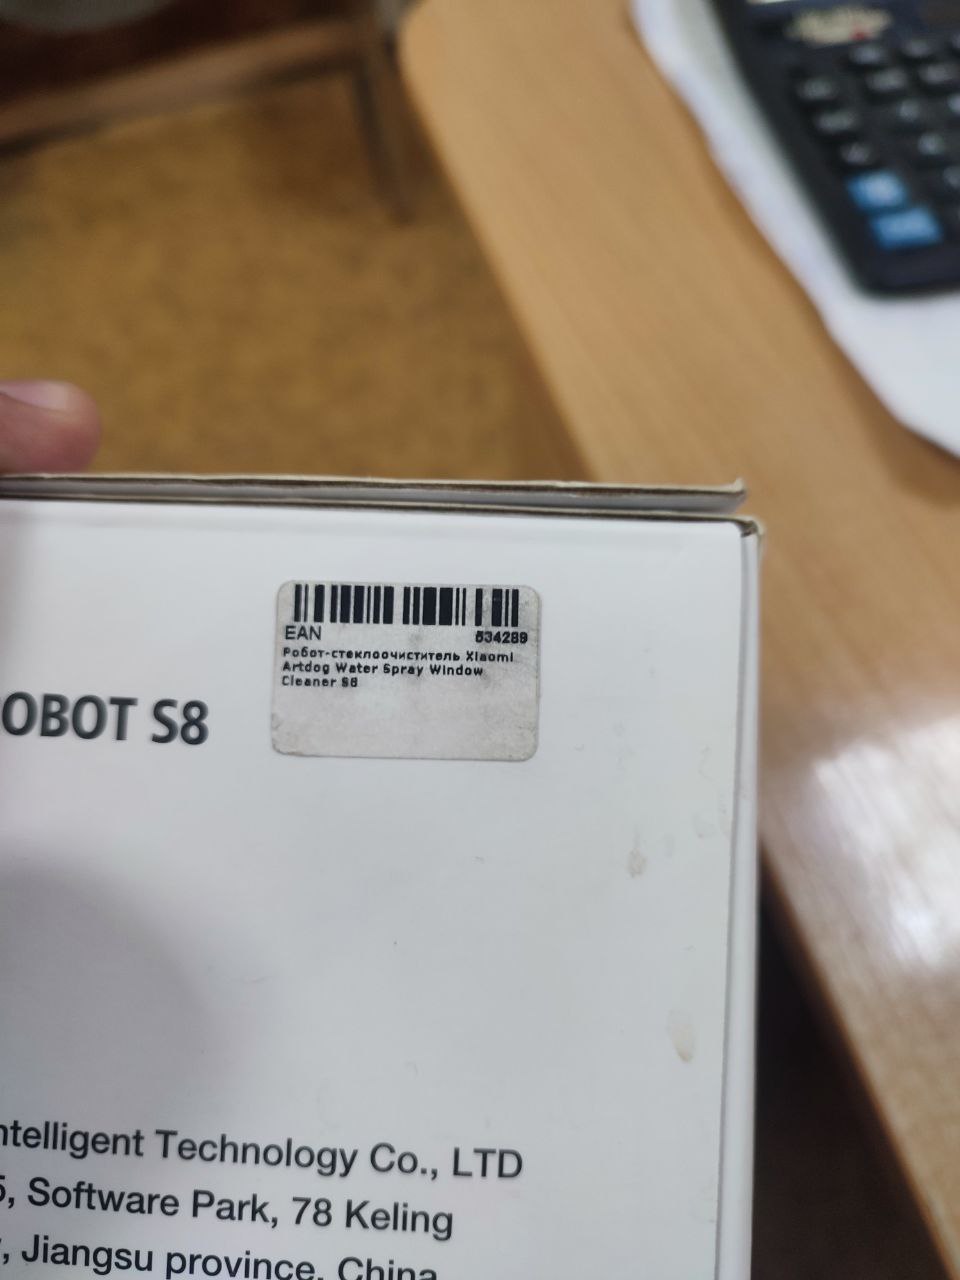 EAN 534289
Робот-стеклоочиститель Xiaomi
Artdog Water Spray Window
Cleaner S8
OBOT S8
ntelligent Technology Co., LTD
5, Software Park, 78 Keling
, Jiangsu province, China